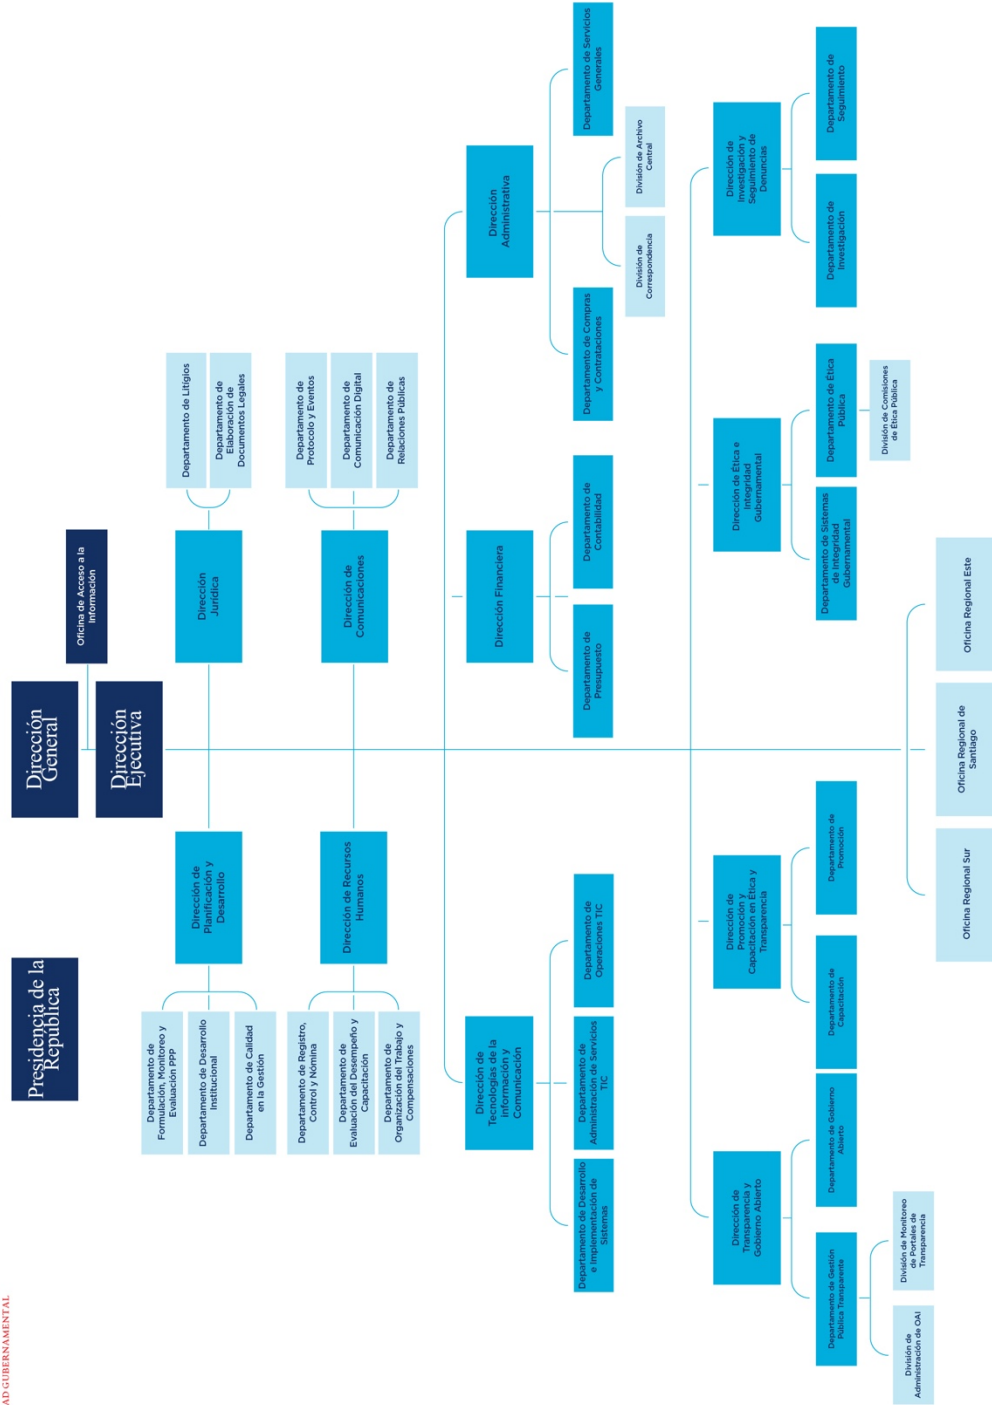 AD GUBERNAMENTAL
Presidencia de la
República
Dirección
General
Dirección
Ejecutiva
Oficina de Acceso a la
Información
Departamento de
Formulación, Monitoreo y
Evaluación PPP
Departamento de Desarrollo
Institucional
Departamento de Calidad
en la Gestión
Dirección de
Planificación y
Desarrollo
Dirección
Jurídica
Departamento de Litigios
Departamento de
Elaboración de
Documentos Legales
Departamento de Registro,
Control y Nómina
Departamento de
Evaluación del Desempeño y
Capacitación
Departamento de
Organización del Trabajo y
Compensaciones
Dirección de Recursos
Humanos
Dirección de
Comunicaciones
Departamento de
Protocolo y Eventos
Departamento de
Comunicación Digital
Departamento de
Relaciones Públicas
Dirección de
Tecnologías de la
información y
Comunicación
Dirección Financiera
Dirección
Administrativa
Departamento de Desarrollo
e Implementación de
Sistemas
Departamento de
Administración de Servicios
TIC
Departamento de
Operaciones TIC
Departamento de
Presupuesto
Departamento de
Contabilidad
Departamento de Compras
y Contrataciones
Departamento de Servicios
Generales
División de
Correspondencia
División de Archivo
Central
Dirección de
Transparencia y
Gobierno Abierto
Dirección de
Promoción y
Capacitación en Ética y
Transparencia
Dirección de Ética e
Integridad
Gubernamental
Dirección de
Investigación y
Seguimiento de
Denuncias
Departamento de Gestión
Pública Transparente
Departamento de Gobierno
Abierto
Departamento de
Capacitación
Departamento de
Promoción
Departamento de Sistemas
de Integridad
Gubernamental
Departamento de Ética
Pública
Departamento de
Investigación
Departamento de
Seguimiento
División de
Administración de OAI
División de Monitoreo
de Portales de
Transparencia
División de Comisiones
de Ética Pública
Oficina Regional Sur
Oficina Regional de
Santiago
Oficina Regional Este